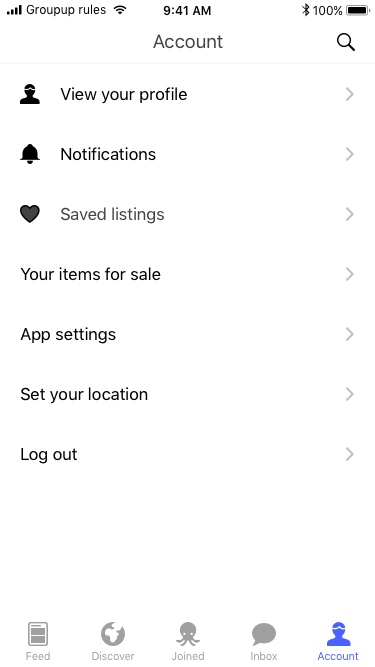 Groupup rules 9:41 AM 100%
Account
View your profile
Notifications
Saved listings
Your items for sale
App settings
Set your location
Log out
Feed Discover Joined Inbox Account